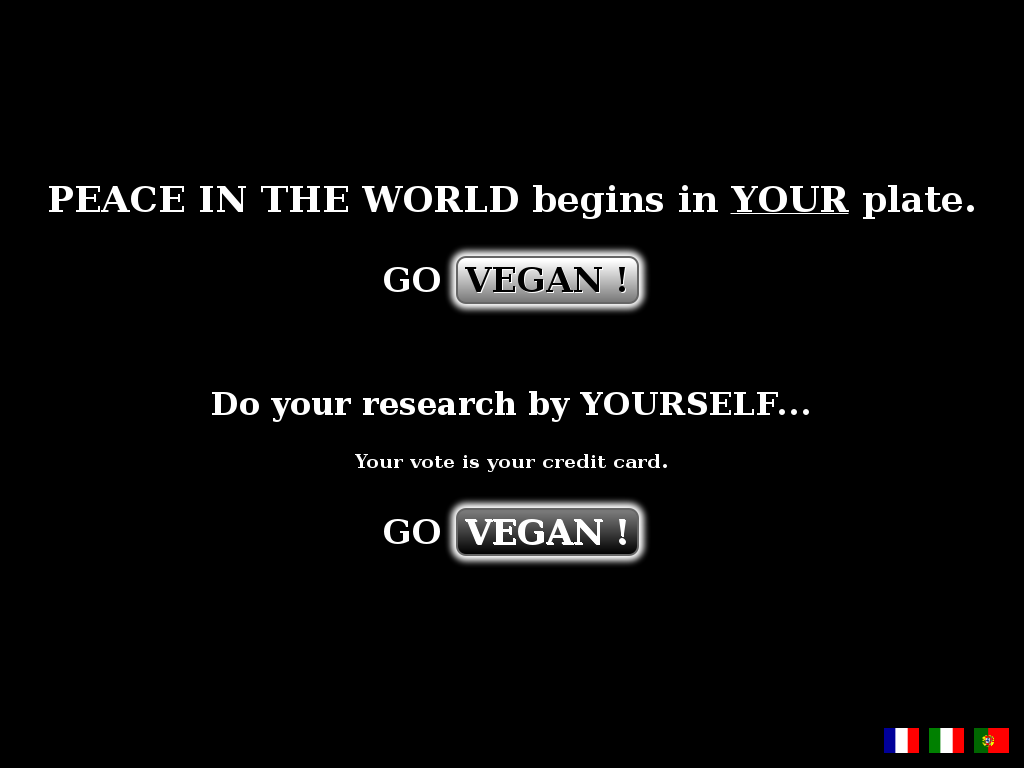 PEACE IN THE WORLD begins in YOUR plate.
GO VEGAN !
Do your research by YOURSELF...
Your vote is your credit card.
GO VEGAN !